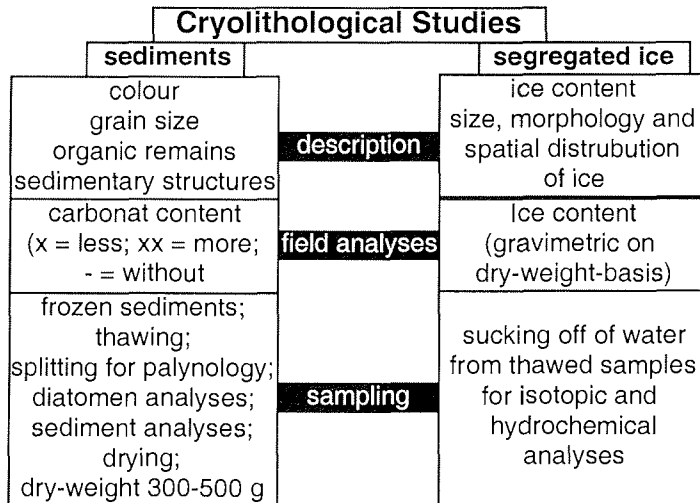 Cryolithological Studies
sediments
segregated ice
colour
grain size
organic remains
sedimentary structures
description
ice content
size, morphology and
spatial distrubution
of ice
carbonat content
(x = less; xx = more;
- = without
field analyses
Ice content
(gravimetric on
dry-weight-basis)
frozen sediments;
thawing;
splitting for palynology;
diatomen analyses;
sediment analyses;
drying;
dry-weight 300-500 g
sampling
sucking off of water
from thawed samples
for isotopic and
hydrochemical
analyses